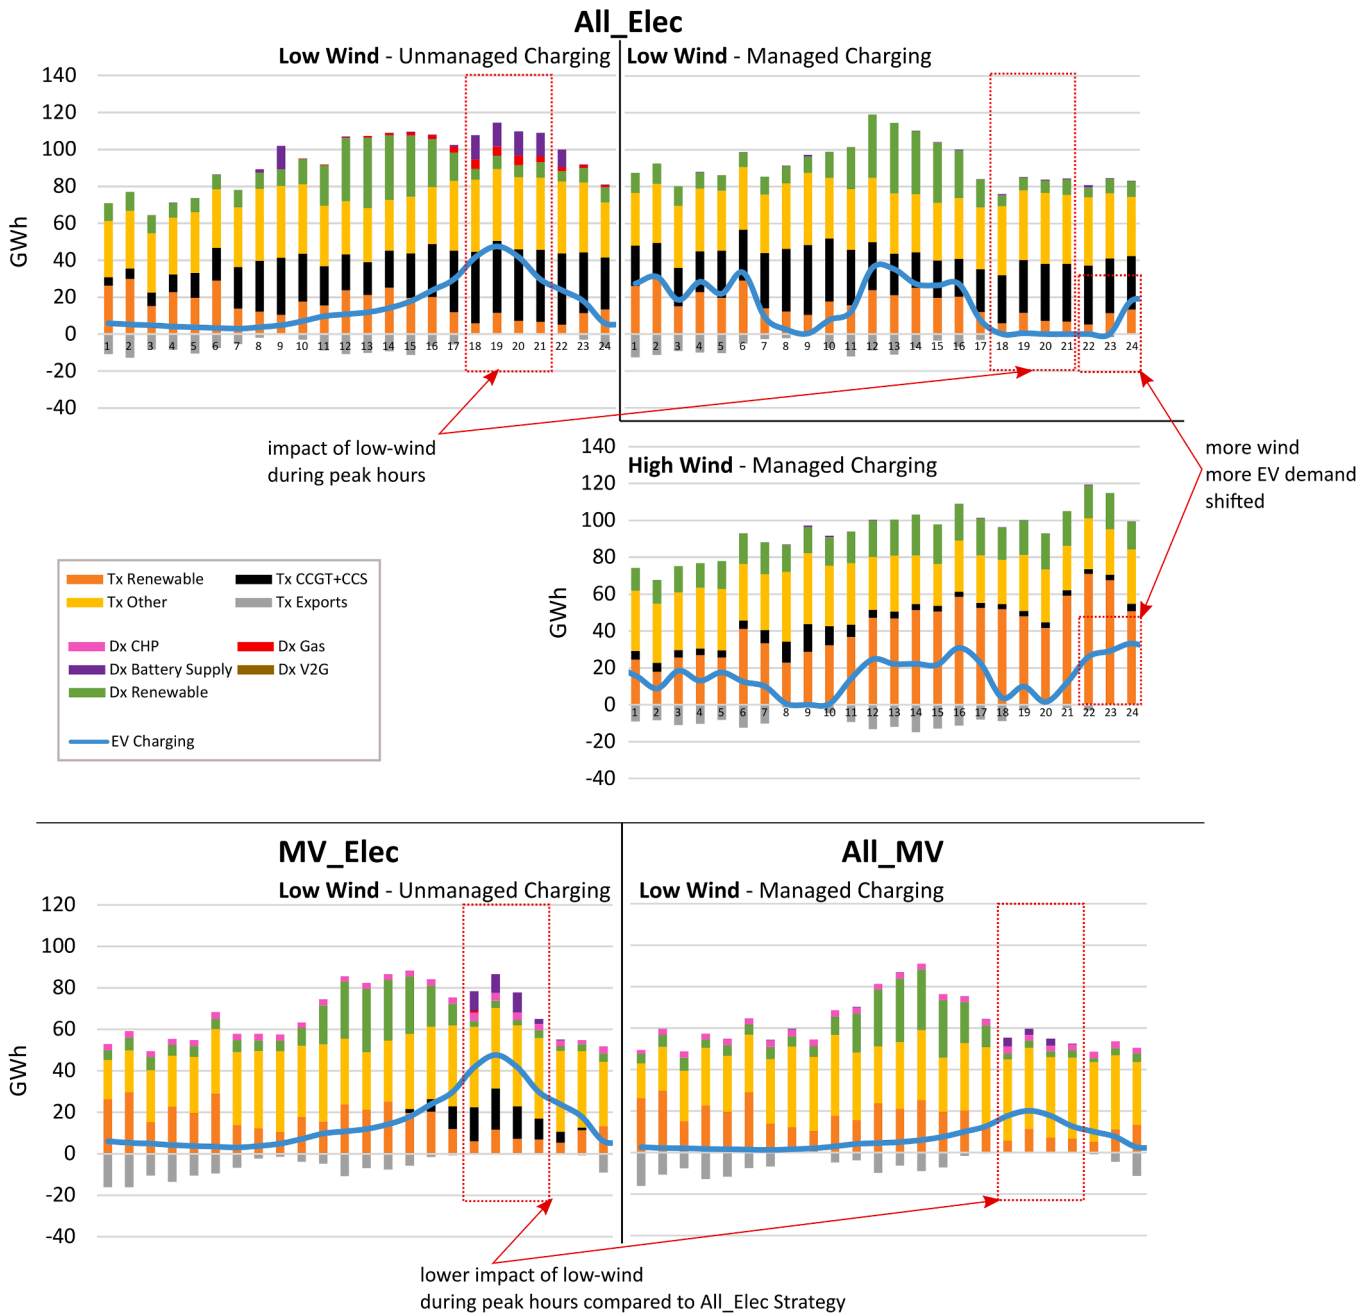 All_Elec
Low Wind - Unmanaged Charging
Low Wind - Managed Charging
140
120
100
80
60
40
20
0
-20
-40
GWh
1 2 3 4 5 6 7 8 9 10 11 12 13 14 15 16 17 18 19 20 21 22 23 24
1 2 3 4 5 6 7 8 9 10 11 12 13 14 15 16 17 18 19 20 21 22 23 24
impact of low-wind
during peak hours
more wind
more EV demand
shifted
High Wind - Managed Charging
140
120
100
80
60
40
20
0
-20
-40
GWh
1 2 3 4 5 6 7 8 9 10 11 12 13 14 15 16 17 18 19 20 21 22 23 24
Tx Renewable
Tx CCGT+CCS
Tx Other
Tx Exports
Dx CHP
Dx Gas
Dx Battery Supply
Dx V2G
Dx Renewable
EV Charging
MV_Elec
All_MV
Low Wind - Unmanaged Charging
Low Wind - Managed Charging
120
100
80
60
40
20
0
-20
-40
GWh
lower impact of low-wind
during peak hours compared to All_Elec Strategy